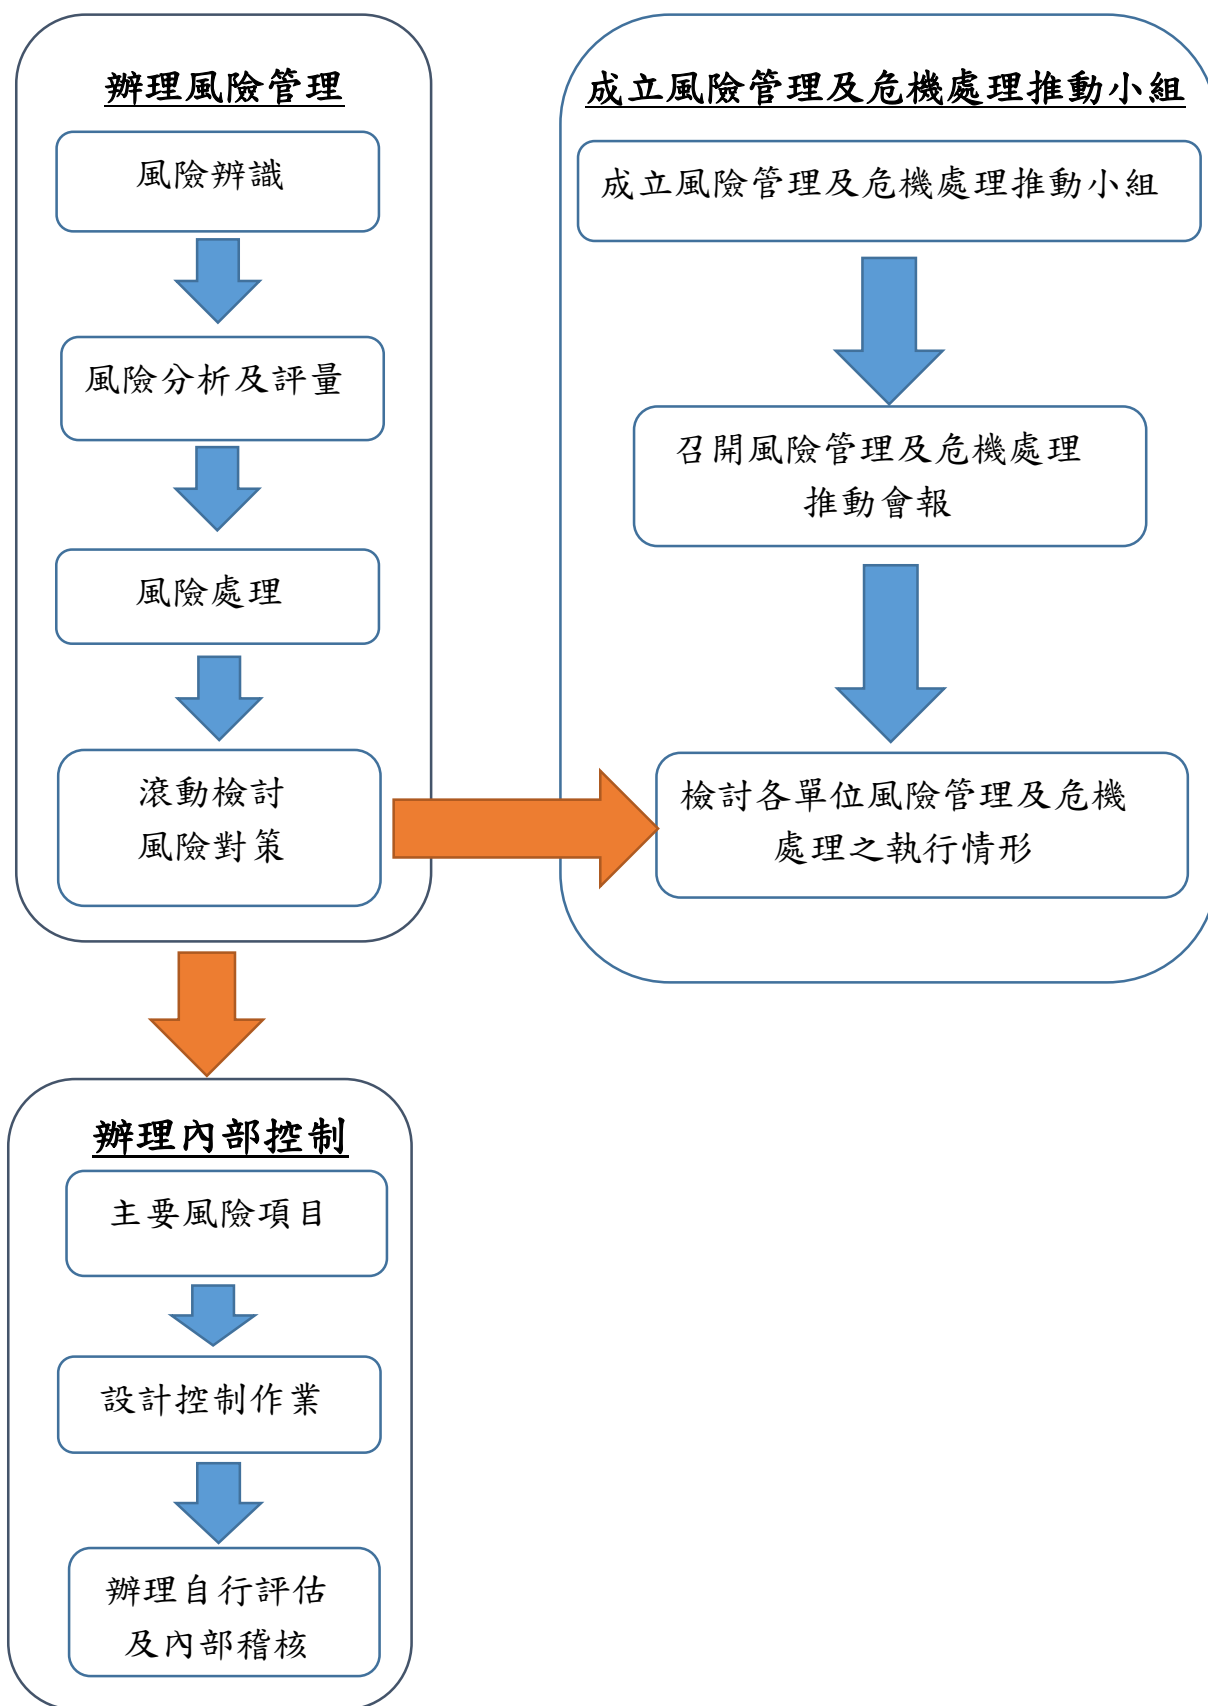 辦理風險管理
風險辨識
風險分析及評量
風險處理
滾動檢討
風險對策
成立風險管理及危機處理推動小組
成立風險管理及危機處理推動小組
召開風險管理及危機處理
推動會報
檢討各單位風險管理及危機
處理之執行情形
辦理內部控制
主要風險項目
設計控制作業
辦理自行評估
及內部稽核